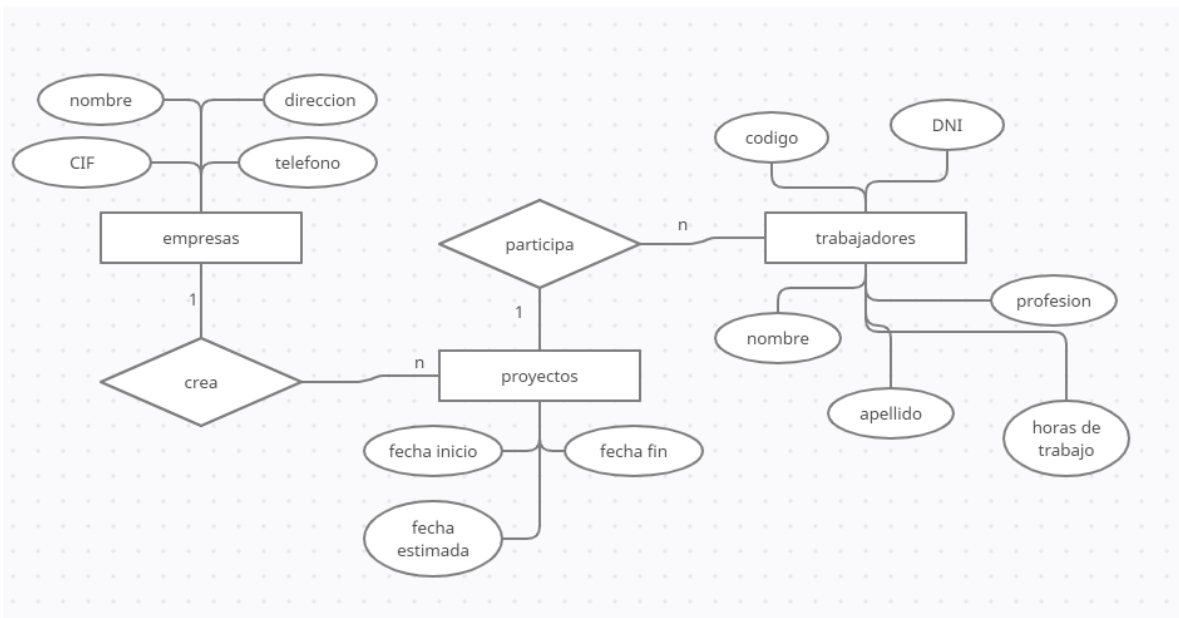 nombre
direccion
CIF
telefono
empresas
1
crea
n
participa
n
1
proyectos
fecha inicio
fecha fin
fecha
estimada
codigo
DNI
trabajadores
profesion
nombre
apellido
horas de
trabajo